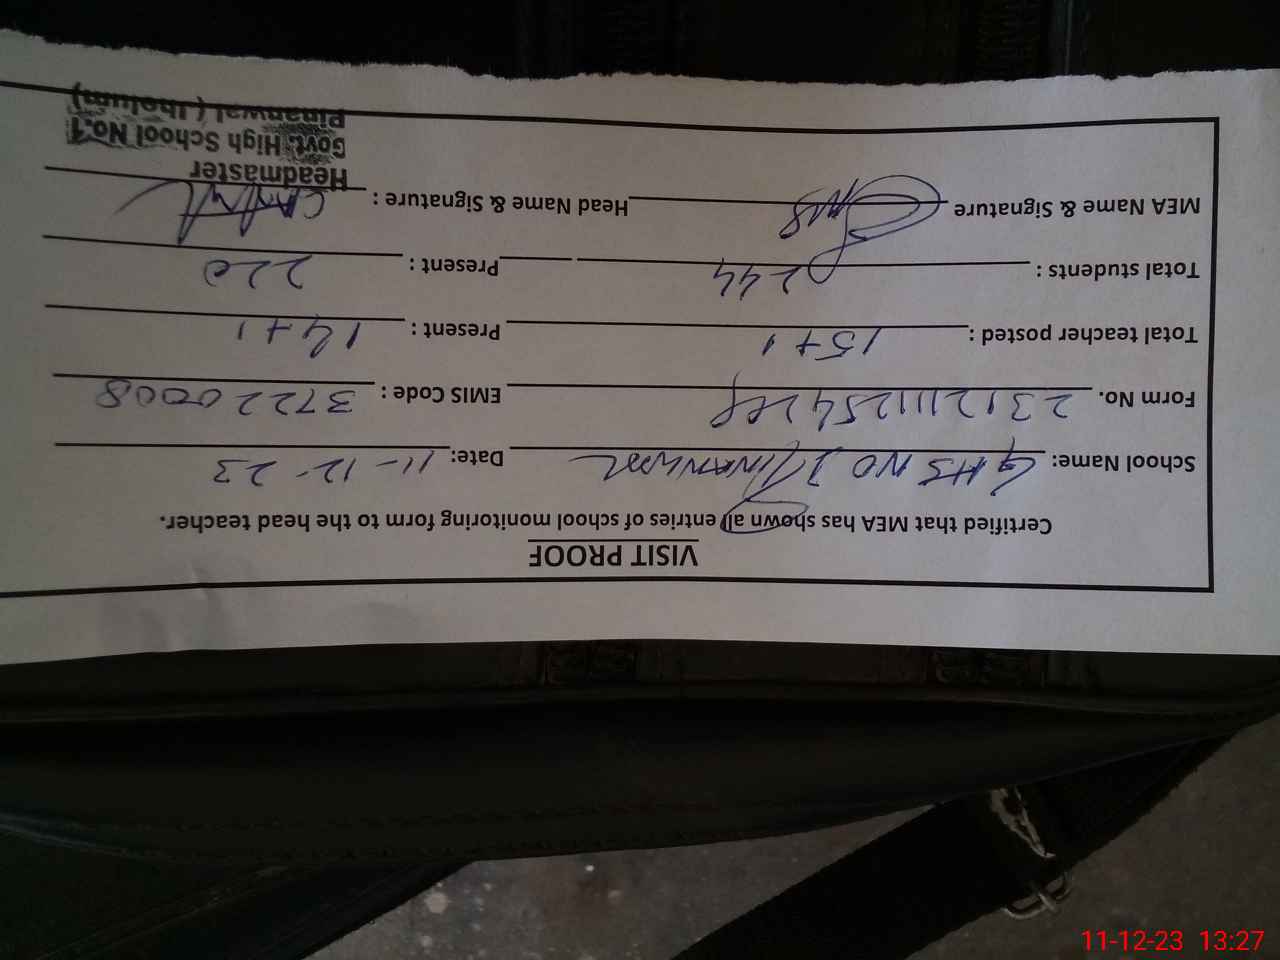 VISIT PROOF
Certified that MEA has shown all entries of school monitoring form to the head teacher.
School Name: GHS NO 1 PINANWAL Date: 11-12-23
Form No. EMIS Code : 37220008
Total teacher posted : 15+1 Present : 14+1
Total students : 244 Present : 220
MEA Name & Signature Head Name & Signature :
Headmaster
Govt. High School No.1
Pinanwal (Jhelum)
11-12-23 13:27